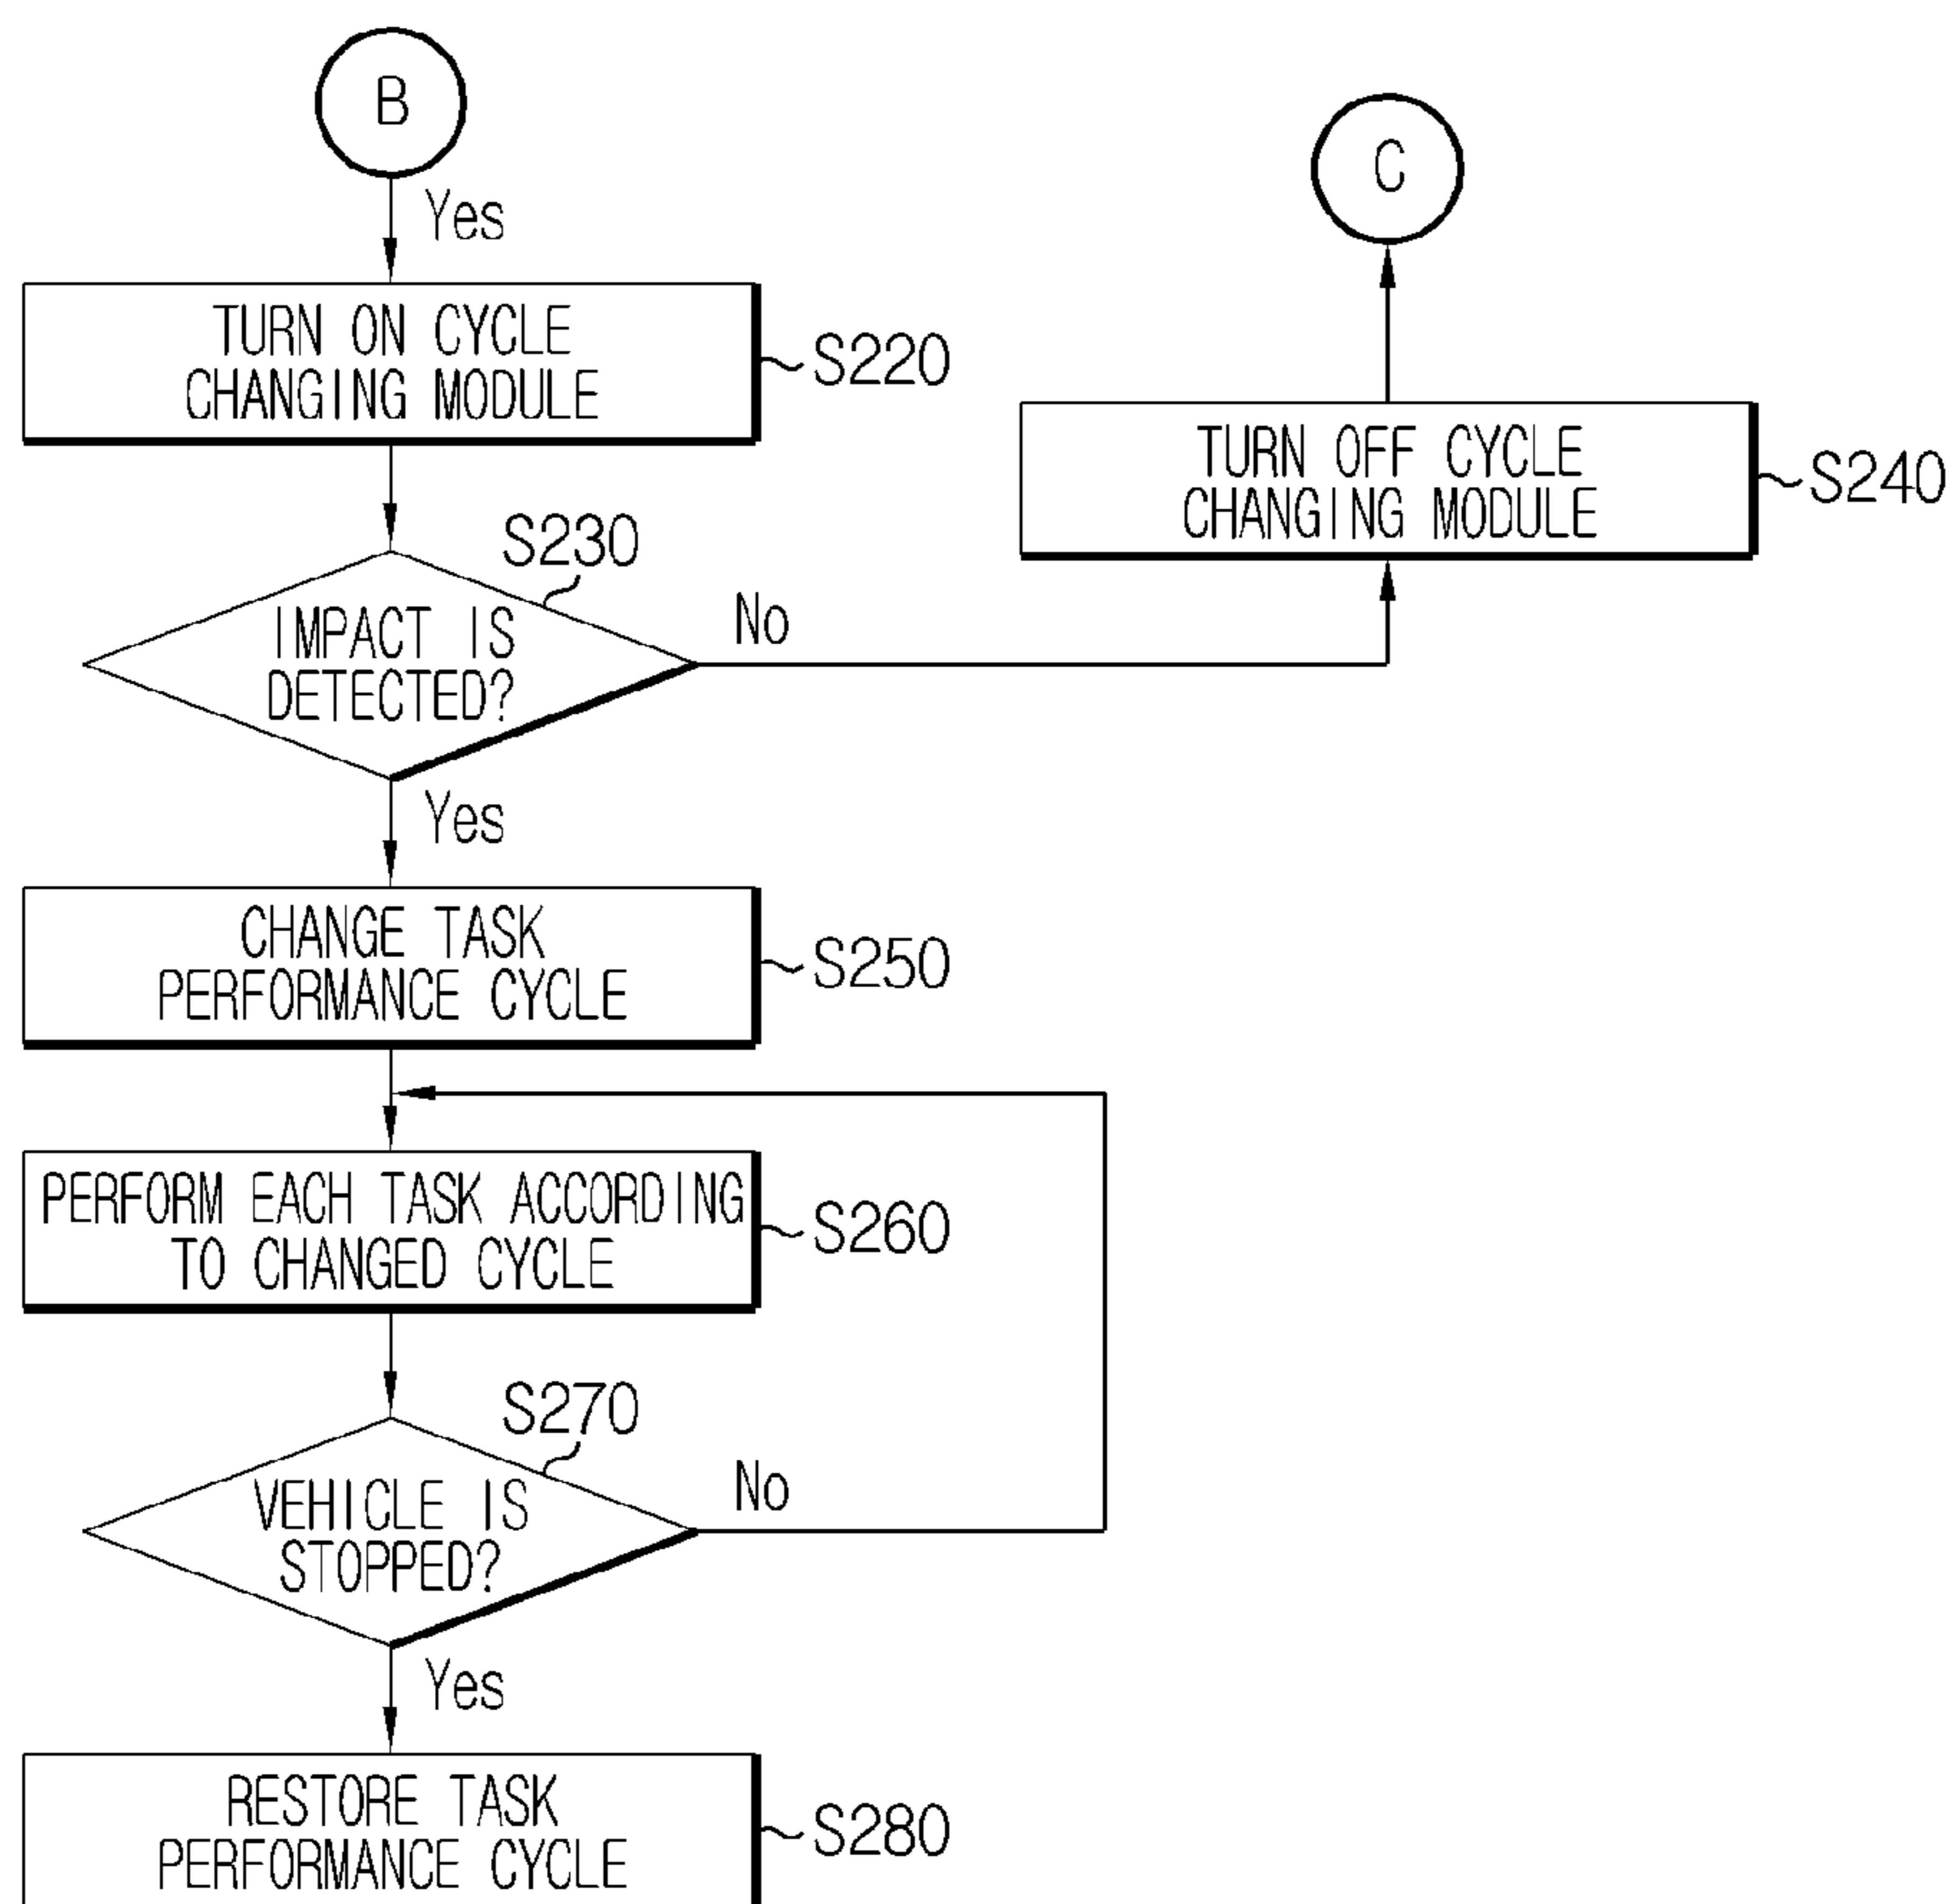 B
Yes
TURN ON CYCLE
CHANGING MODULE
S220
C
TURN OFF CYCLE
CHANGING MODULE
S240
S230
IMPACT IS
DETECTED?
No
Yes
CHANGE TASK
PERFORMANCE CYCLE
S250
PERFORM EACH TASK ACCORDING
TO CHANGED CYCLE
S260
S270
VEHICLE IS
STOPPED?
No
Yes
RESTORE TASK
PERFORMANCE CYCLE
S280